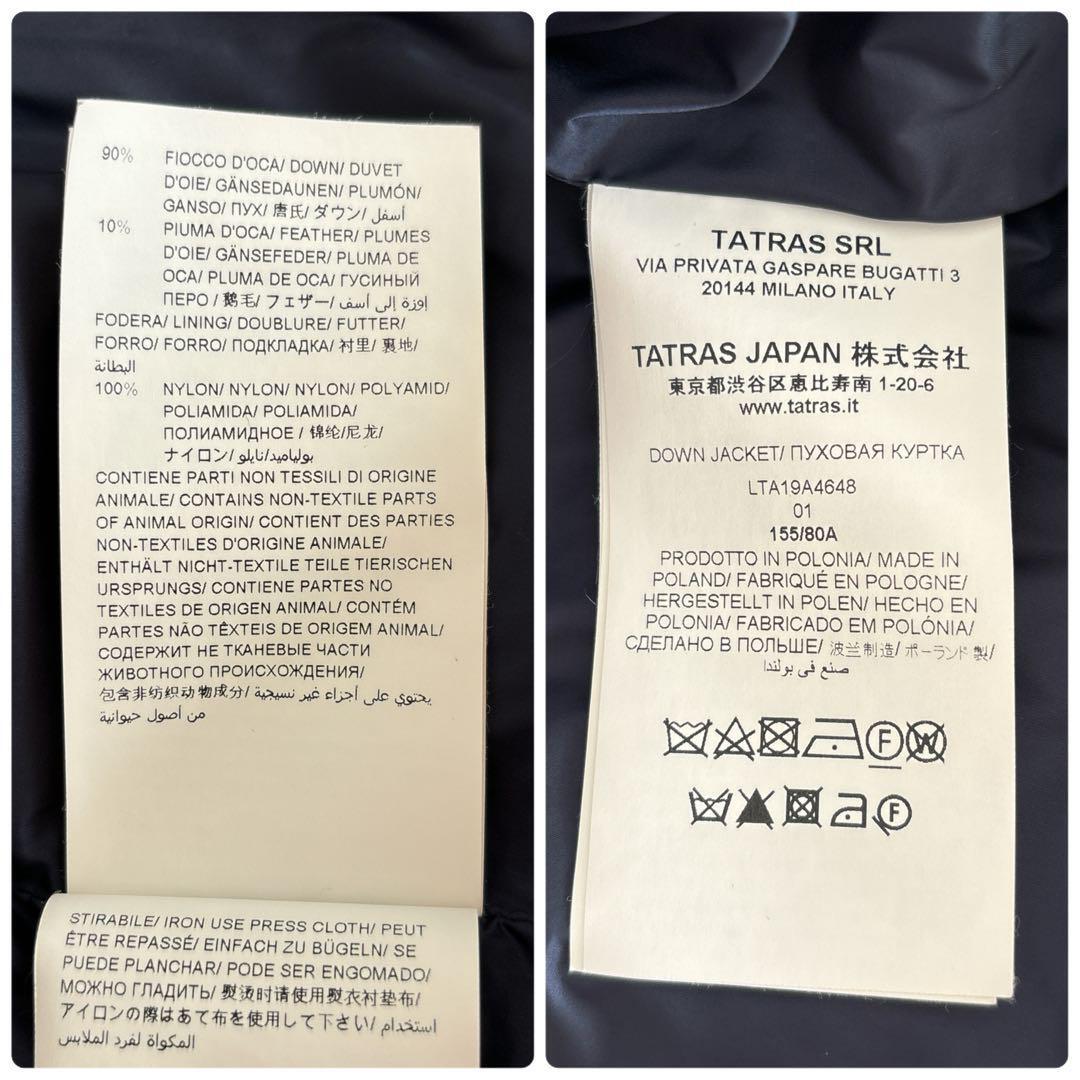 90% FIOCCO D'OCA/ DOWN/ DUVET
D'OIE/ GÄNSEDAUNEN/ PLUMÓN/
GANSO/ ПУХ/ 唐氏/ ダウン/ أسفل
10% PIUMA D'OCA/ FEATHER/ PLUMES
D'OIE/ GÄNSEFEDER/ PLUMA DE
OCA/ PLUMA DE OCA/ ГУСИНЫЙ
ПЕРО / 鹅毛/ フェザー/ إوزة إلى أسف
FODERA/ LINING/ DOUBLURE/ FUTTER/
FORRO/ FORRO/ ПОДКЛАДКА/ 衬里/ 裏地/
البطانة
100% NYLON/ NYLON/ NYLON/ POLYAMID/
POLIAMIDA/ POLIAMIDA/
ПОЛИАМИДНОЕ / 锦纶/尼龙/
ナイロン/ بولياميد/نايلو
CONTIENE PARTI NON TESSILI DI ORIGINE
ANIMALE/ CONTAINS NON-TEXTILE PARTS
OF ANIMAL ORIGIN/ CONTIENT DES PARTIES
NON-TEXTILES D'ORIGINE ANIMALE/
ENTHÄLT NICHT-TEXTILE TEILE TIERISCHEN
URSPRUNGS/ CONTIENE PARTES NO
TEXTILES DE ORIGEN ANIMAL/ CONTÉM
PARTES NÃO TÊXTEIS DE ORIGEM ANIMAL/
СОДЕРЖИТ НЕ ТКАНЕВЫЕ ЧАСТИ
ЖИВОТНОГО ПРОИСХОЖДЕНИЯ/
包含非纺织动物成分/ يحتوي على أجزاء غير نسيجية
من أصول حيوانية
STIRABILE/ IRON USE PRESS CLOTH/ PEUT
ÊTRE REPASSÉ/ EINFACH ZU BÜGELN/ SE
PUEDE PLANCHAR/ PODE SER ENGOMADO/
МОЖНО ГЛАДИТЬ/ 熨烫时请使用熨衣衬垫布/
アイロンの際はあて布を使用して下さい/ استخدام
المكواة لفرد الملابس
TATRAS SRL
VIA PRIVATA GASPARE BUGATTI 3
20144 MILANO ITALY
TATRAS JAPAN 株式会社
東京都渋谷区恵比寿南 1-20-6
www.tatras.it
DOWN JACKET/ ПУХОВАЯ КУРТКА
LTA19A4648
01
155/80A
PRODOTTO IN POLONIA/ MADE IN
POLAND/ FABRIQUÉ EN POLOGNE/
HERGESTELLT IN POLEN/ HECHO EN
POLONIA/ FABRICADO EM POLÓNIA/
СДЕЛАНО В ПОЛЬШЕ/ 波兰制造/ ポーランド製/
صنع في بولندا
F W
F